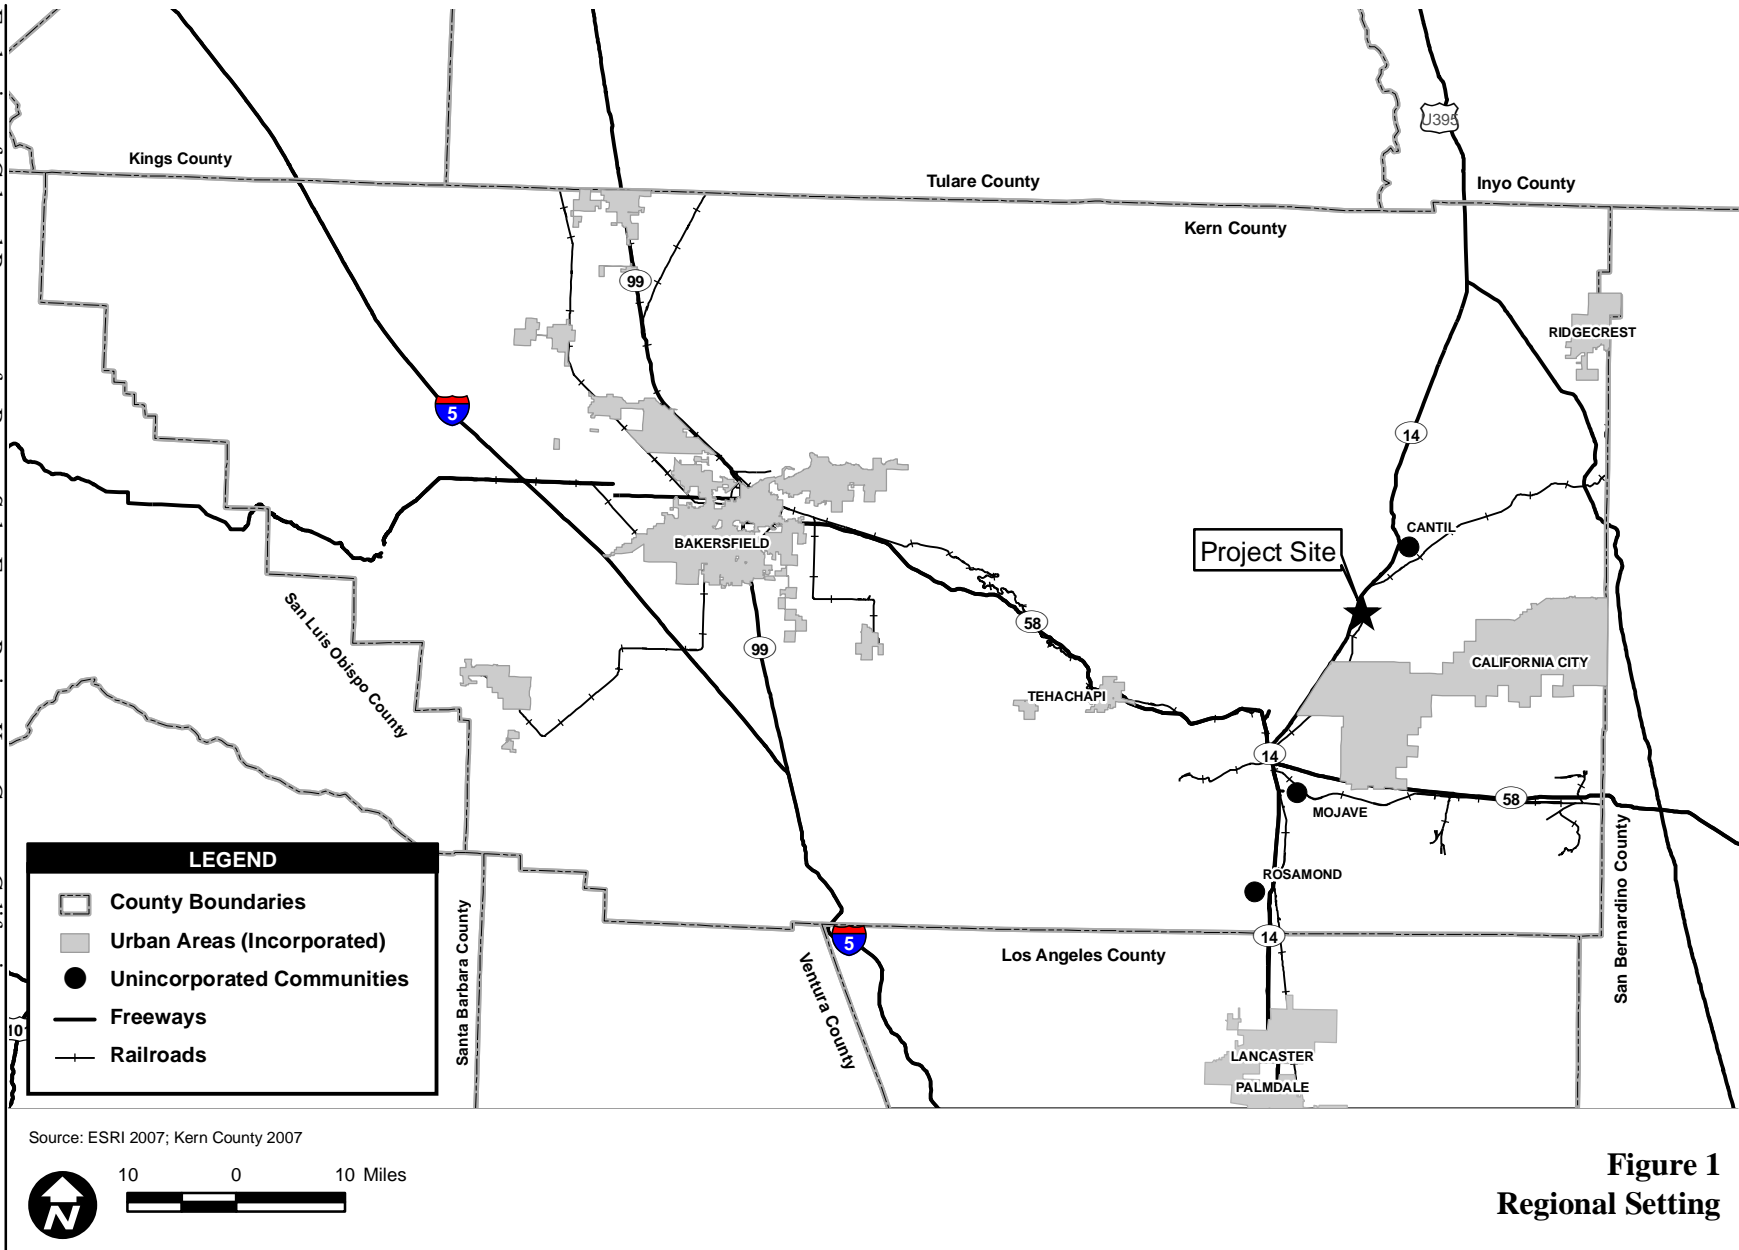 U395
Kings County
Tulare County
Inyo County
Kern County
99
RIDGECREST
5
14
CANTIL
Project Site
BAKERSFIELD
58
San Luis Obispo County
99
CALIFORNIA CITY
TEHACHAPI
14
58
MOJAVE
San Bernardino County
ROSAMOND
LEGEND
County Boundaries
Urban Areas (Incorporated)
Unincorporated Communities
Freeways
Railroads
Santa Barbara County
5
14
Los Angeles County
Ventura County
LANCASTER
PALMDALE
Source: ESRI 2007; Kern County 2007
10 0 10 Miles
N
Figure 1
Regional Setting